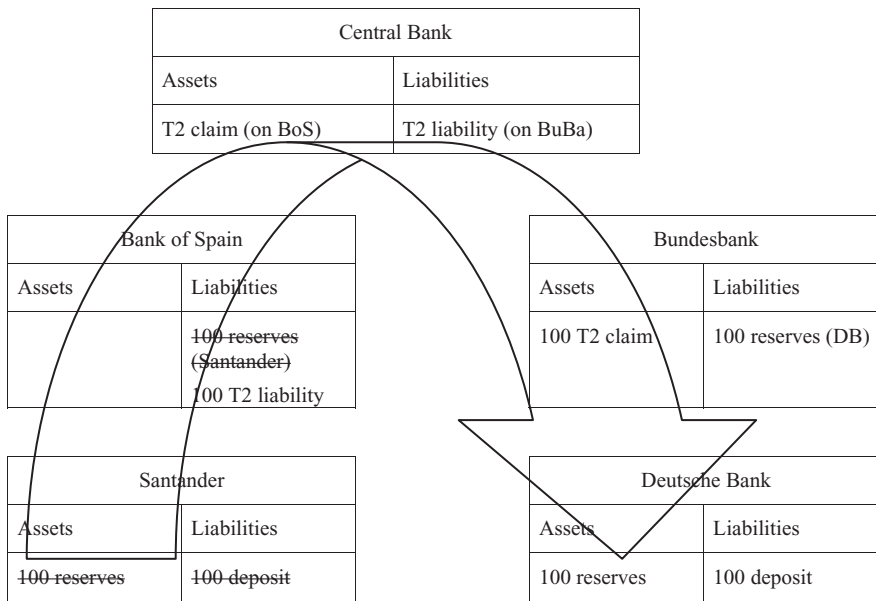 Central Bank
Assets
Liabilities
T2 claim (on BoS)
T2 liability (on BuBa)
Bank of Spain
Assets
Liabilities
100 reserves
(Santander)
100 T2 liability
Bundesbank
Assets
Liabilities
100 T2 claim
100 reserves (DB)
Santander
Assets
Liabilities
100 reserves
100 deposit
Deutsche Bank
Assets
Liabilities
100 reserves
100 deposit